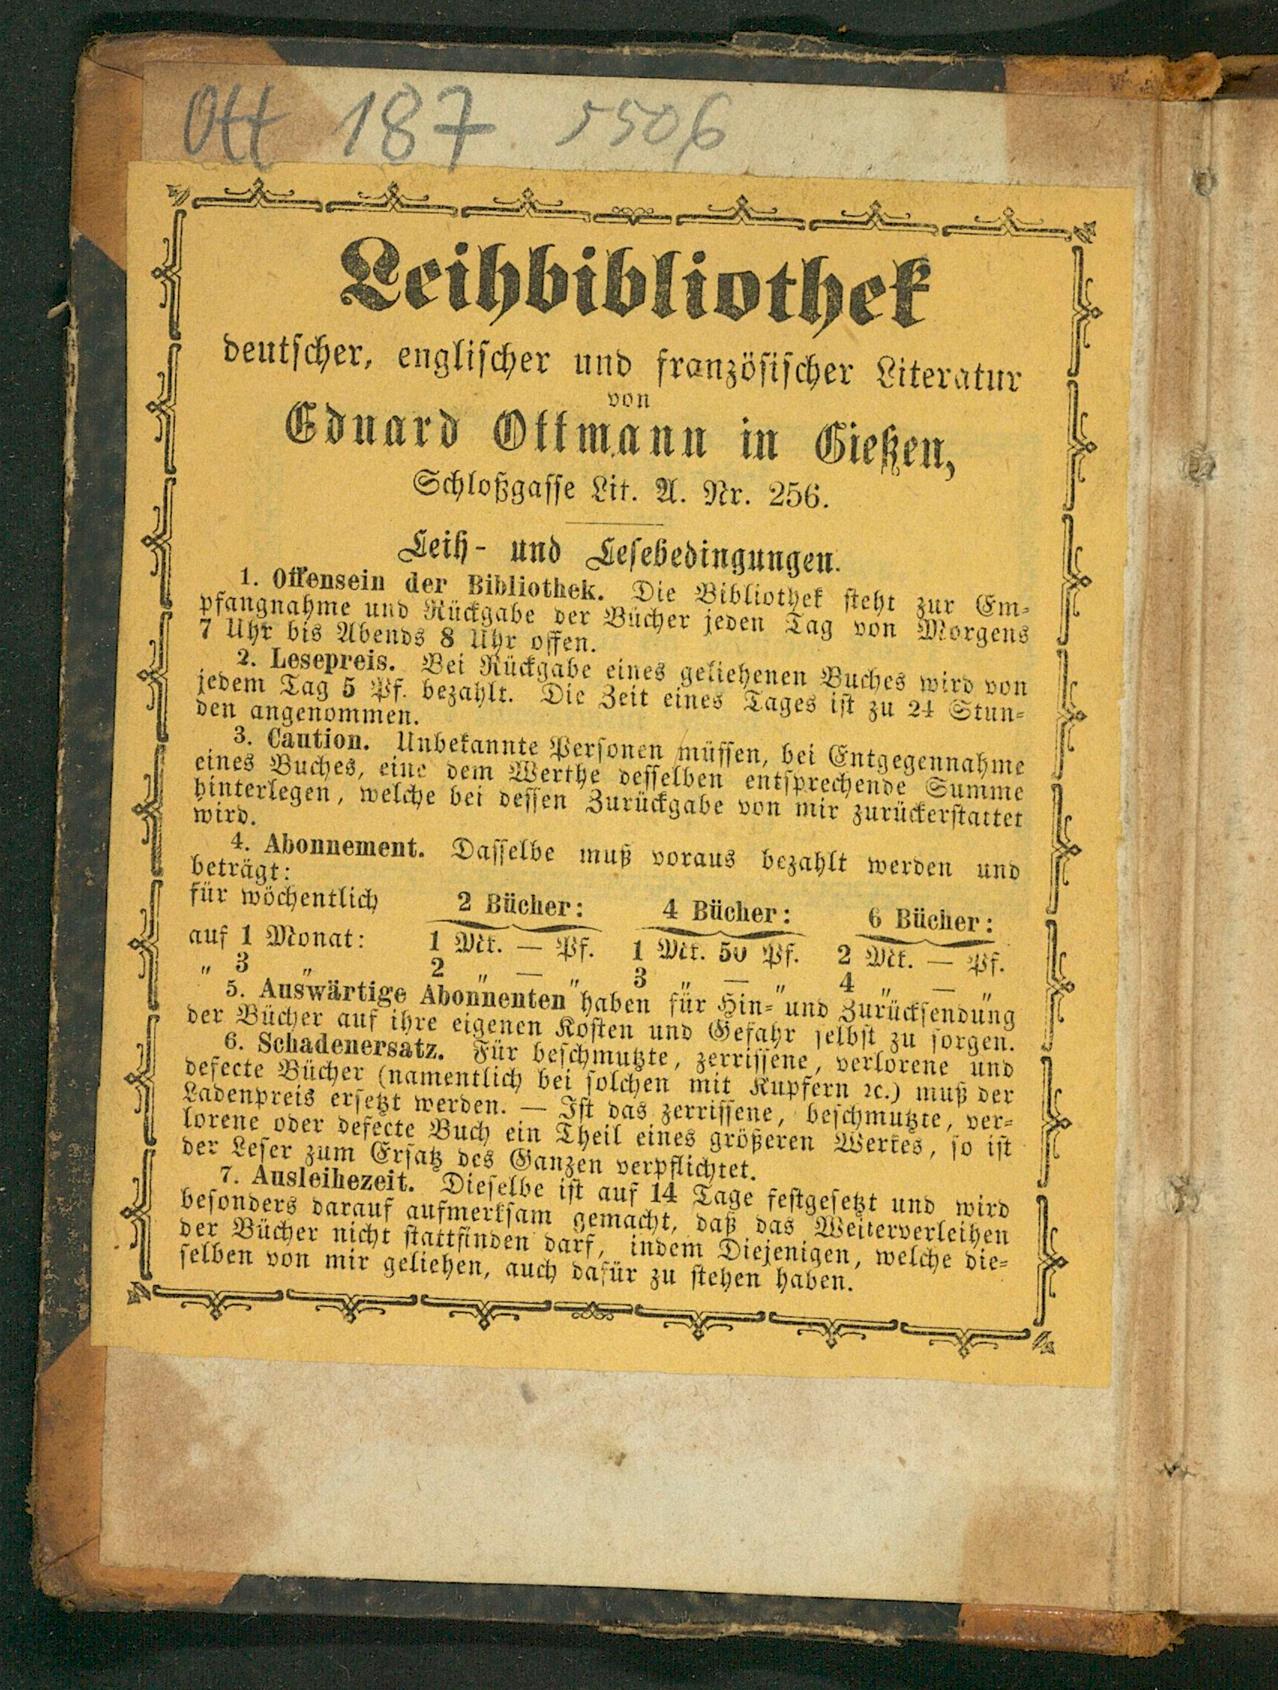 Ott 187 5506
Leihbibliothek
deutscher, englischer und französischer Literatur
von
Eduard Ottmann in Gießen,
Schloßgasse Lit. A. Nr. 256.
Leih- und Lesebedingungen.
1. Offensein der Bibliothek. Die Bibliothek steht zur Em-
pfangnahme und Rückgabe der Bücher jeden Tag von Morgens
7 Uhr bis Abends 8 Uhr offen.
2. Lesepreis. Bei Rückgabe eines geliehenen Buches wird von
jedem Tag 5 Pf. bezahlt. Die Zeit eines Tages ist zu 24 Stun-
den angenommen.
3. Caution. Unbekannte Personen müssen, bei Entgegennahme
eines Buches, eine dem Werthe desselben entsprechende Summe
hinterlegen, welche bei dessen Zurückgabe von mir zurückerstattet
wird.
4. Abonnement. Dasselbe muß voraus bezahlt werden und
beträgt:
für wöchentlich 2 Bücher: 4 Bücher: 6 Bücher:
auf 1 Monat: 1 Mk. — Pf. 1 Mk. 50 Pf. 2 Mk. — Pf.
" 3 " 2 " — " 3 " — " 4 " — "
5. Auswärtige Abonnenten haben für Hin- und Zurücksendung
der Bücher auf ihre eigenen Kosten und Gefahr selbst zu sorgen.
6. Schadenersatz. Für beschmutzte, zerrissene, verlorene und
defecte Bücher (namentlich bei solchen mit Kupfern ꝛc.) muß der
Ladenpreis ersetzt werden. — Ist das zerrissene, beschmutzte, ver-
lorene oder defecte Buch ein Theil eines größeren Werkes, so ist
der Leser zum Ersatz des Ganzen verpflichtet.
7. Ausleihezeit. Dieselbe ist auf 14 Tage festgesetzt und wird
besonders darauf aufmerksam gemacht, daß das Weiterverleihen
der Bücher nicht stattfinden darf, indem Diejenigen, welche die-
selben von mir geliehen, auch dafür zu stehen haben.